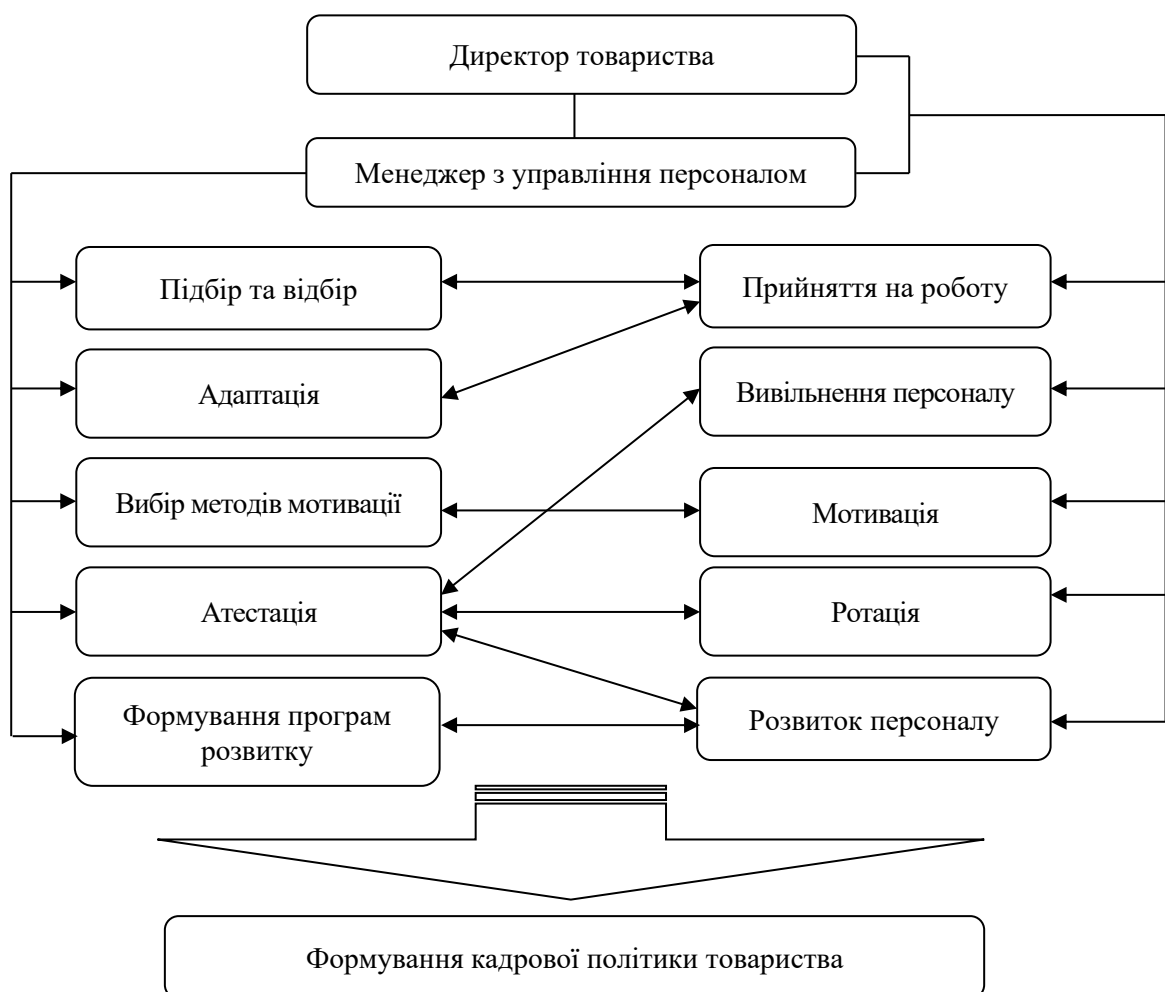 Директор товариства
Менеджер з управління персоналом
Підбір та відбір
Прийняття на роботу
Адаптація
Вивільнення персоналу
Вибір методів мотивації
Мотивація
Атестація
Ротація
Формування програм
розвитку
Розвиток персоналу
Формування кадрової політики товариства